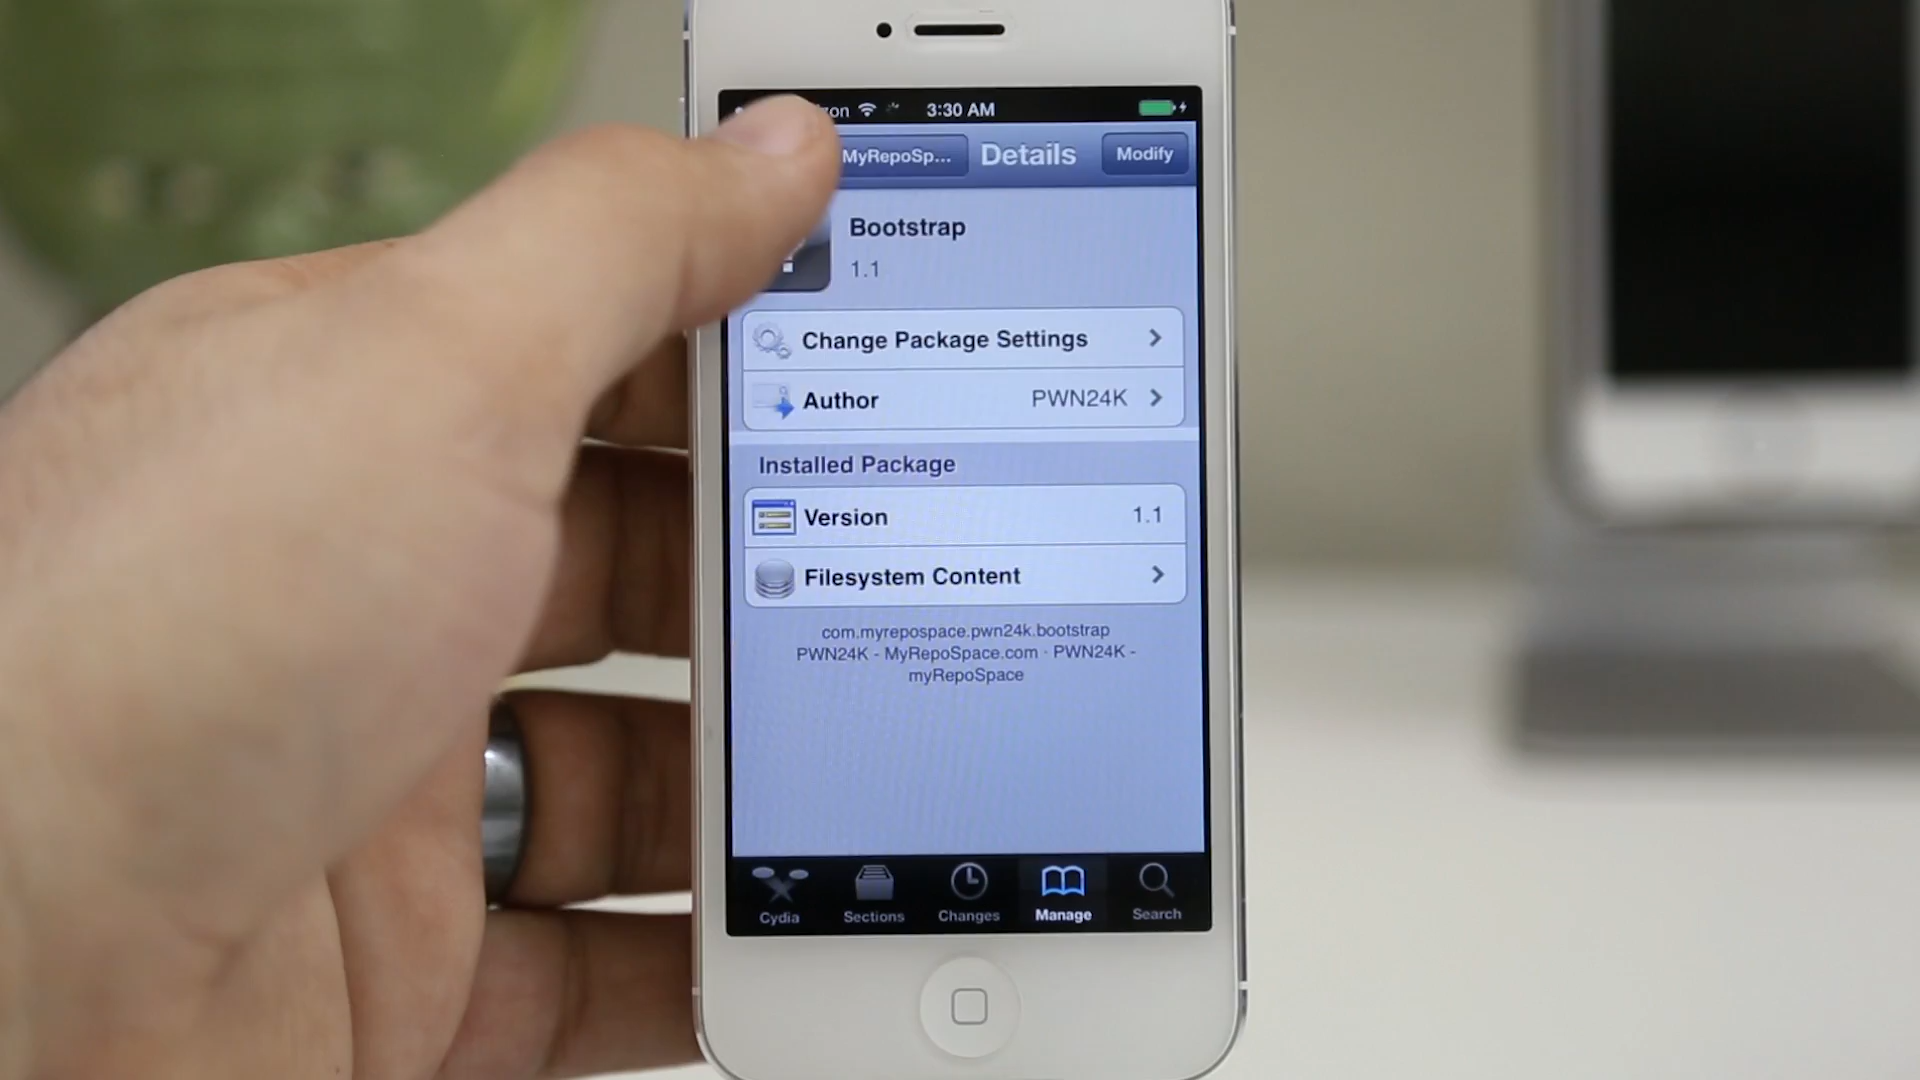 3:30 AM
MyRepoSp... Details Modify
Bootstrap
1.1
Change Package Settings
Author PWN24K
Installed Package
Version 1.1
Filesystem Content
com.myrepospace.pwn24k.bootstrap
PWN24K - MyRepoSpace.com · PWN24K -
myRepoSpace
Cydia Sections Changes Manage Search